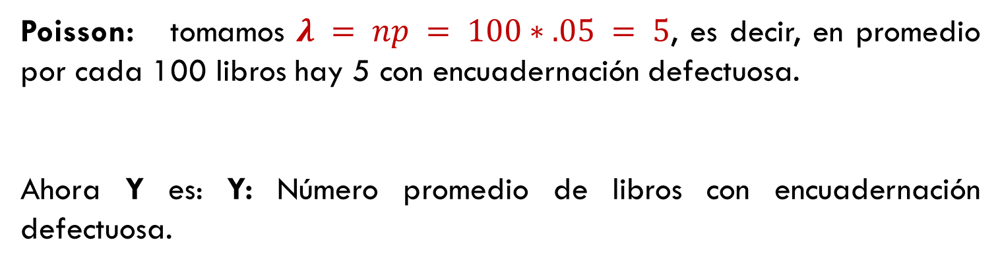 Poisson: tomamos λ = np = 100 ∗ .05 = 5, es decir, en promedio
por cada 100 libros hay 5 con encuadernación defectuosa.
Ahora Y es: Y: Número promedio de libros con encuadernación
defectuosa.